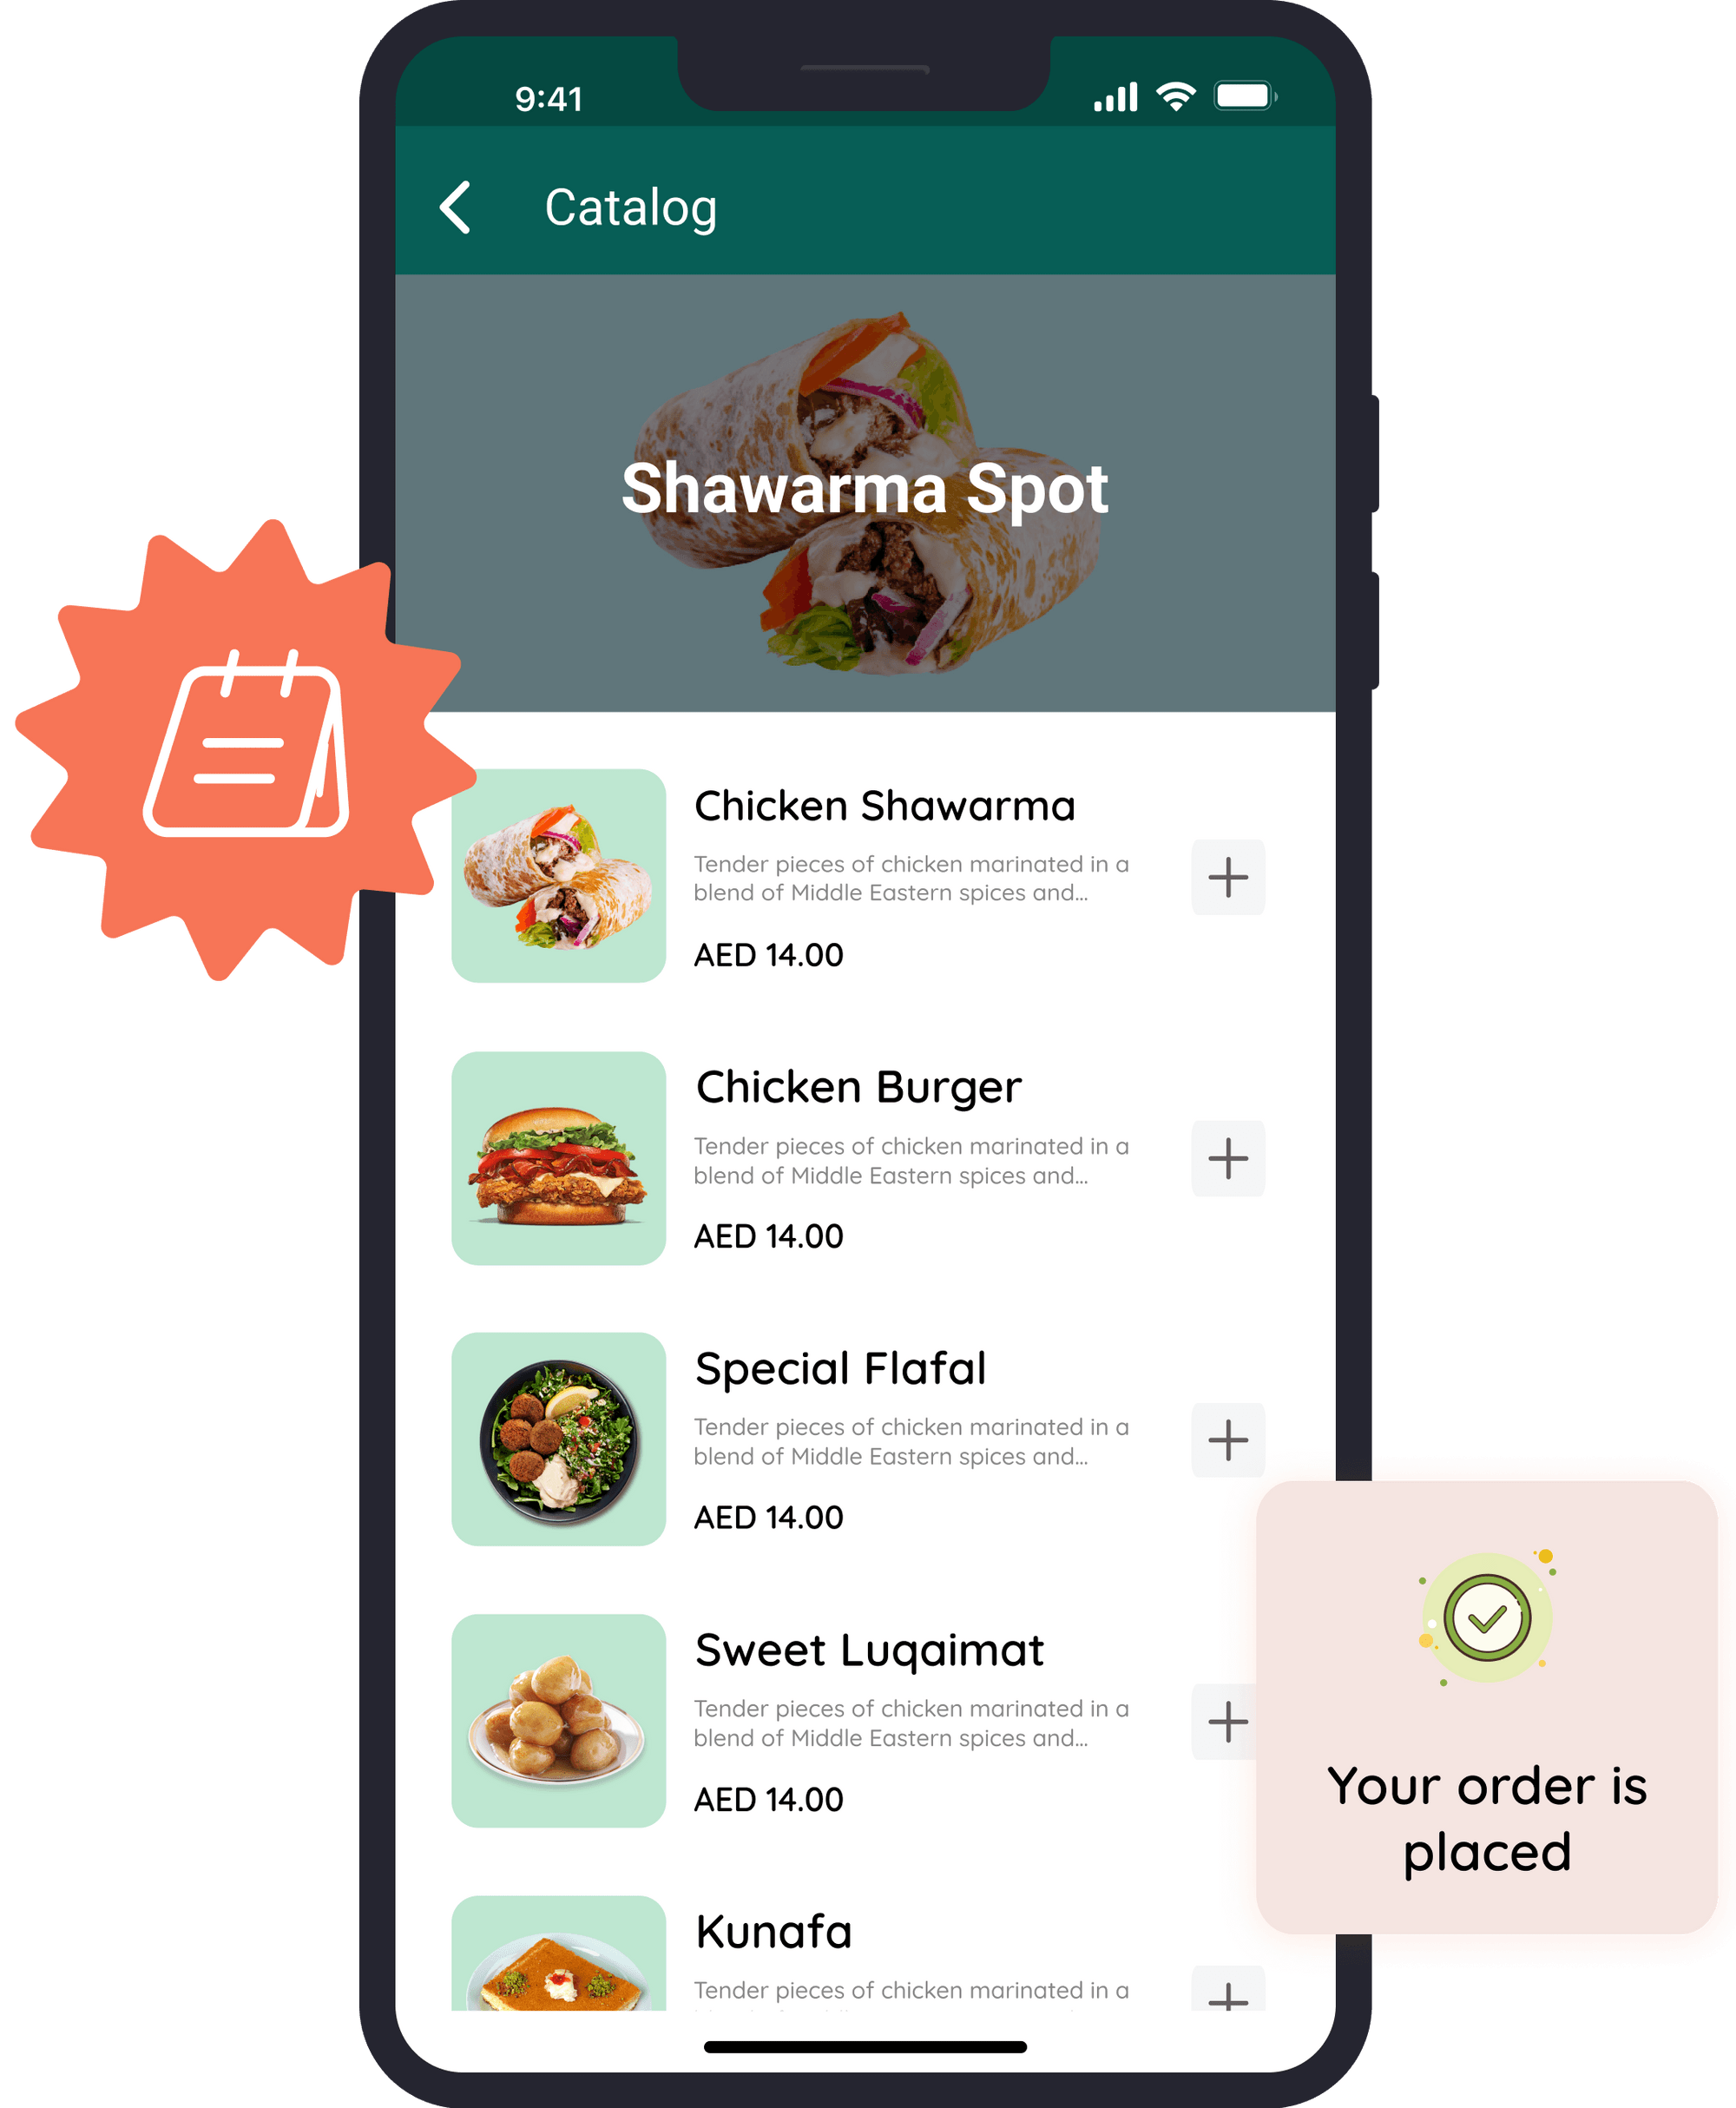 9:41
Catalog
Shawarma Spot
Chicken Shawarma
Tender pieces of chicken marinated in a
blend of Middle Eastern spices and...
AED 14.00
Chicken Burger
Tender pieces of chicken marinated in a
blend of Middle Eastern spices and...
AED 14.00
Special Flafal
Tender pieces of chicken marinated in a
blend of Middle Eastern spices and...
AED 14.00
Sweet Luqaimat
Tender pieces of chicken marinated in a
blend of Middle Eastern spices and...
AED 14.00
Your order is
placed
Kunafa
Tender pieces of chicken marinated in a